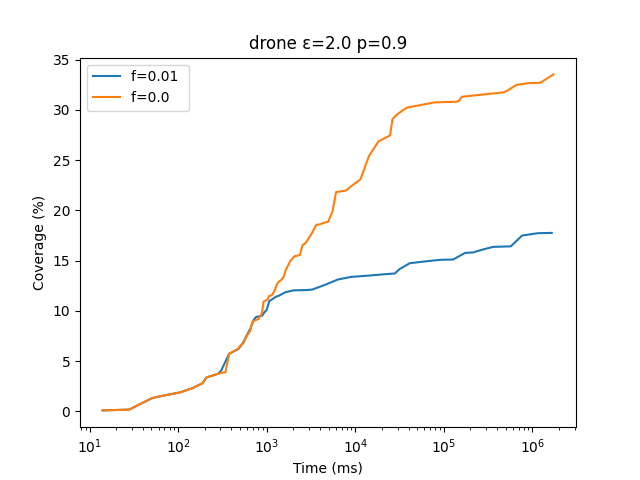 drone ε=2.0 p=0.9
f=0.01
f=0.0
Coverage (%)
35
30
25
20
15
10
5
0
10¹ 10² 10³ 10⁴ 10⁵ 10⁶
Time (ms)